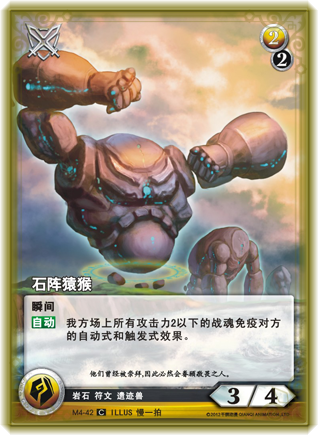 2
2
石阵猿猴
瞬间
自动 我方场上所有攻击力2以下的战魂免疫对方
的自动式和触发式效果。
他们曾经被崇拜,因此必然会眷顾敬畏之人。
岩石 符文 遗迹兽
3/4
M4-42 C ILLUS 慢一拍